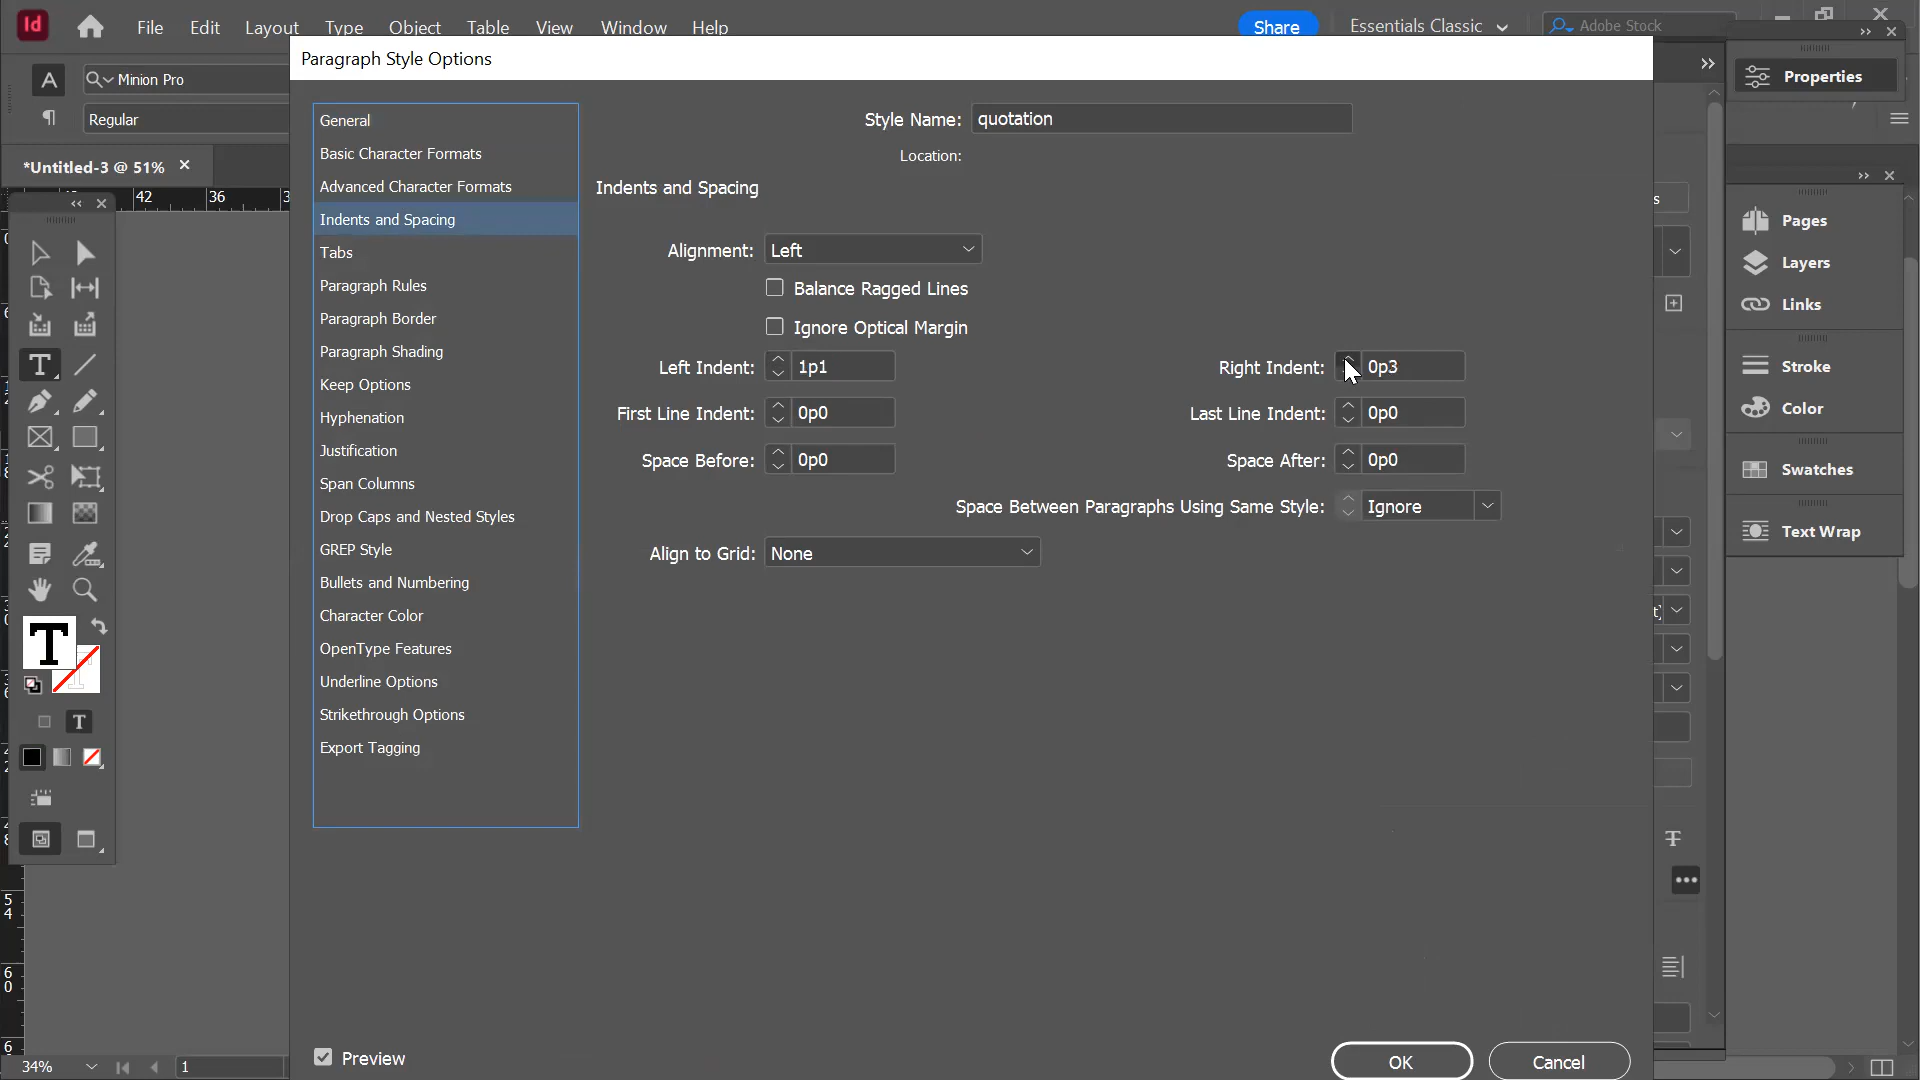 Id File Edit Layout Table Type Object View Window Help Share Essentials Classic Adobe Stock
Paragraph Style Options
A Minion Pro
Regular
*Untitled-3 @ 51%
42 36 3
General
Basic Character Formats
Advanced Character Formats
Indents and Spacing
Tabs
Paragraph Rules
Paragraph Border
Paragraph Shading
Keep Options
Hyphenation
Justification
Span Columns
Drop Caps and Nested Styles
GREP Style
Bullets and Numbering
Character Color
OpenType Features
Underline Options
Strikethrough Options
Export Tagging
Style Name: quotation
Location:
Indents and Spacing
Alignment: Left
Balance Ragged Lines
Ignore Optical Margin
Left Indent: 1p1 Right Indent: 0p3
First Line Indent: 0p0 Last Line Indent: 0p0
Space Before: 0p0 Space After: 0p0
Space Between Paragraphs Using Same Style: Ignore
Align to Grid: None
Preview
OK Cancel
Properties
Pages
Layers
Links
Stroke
Color
Swatches
Text Wrap
34% 1